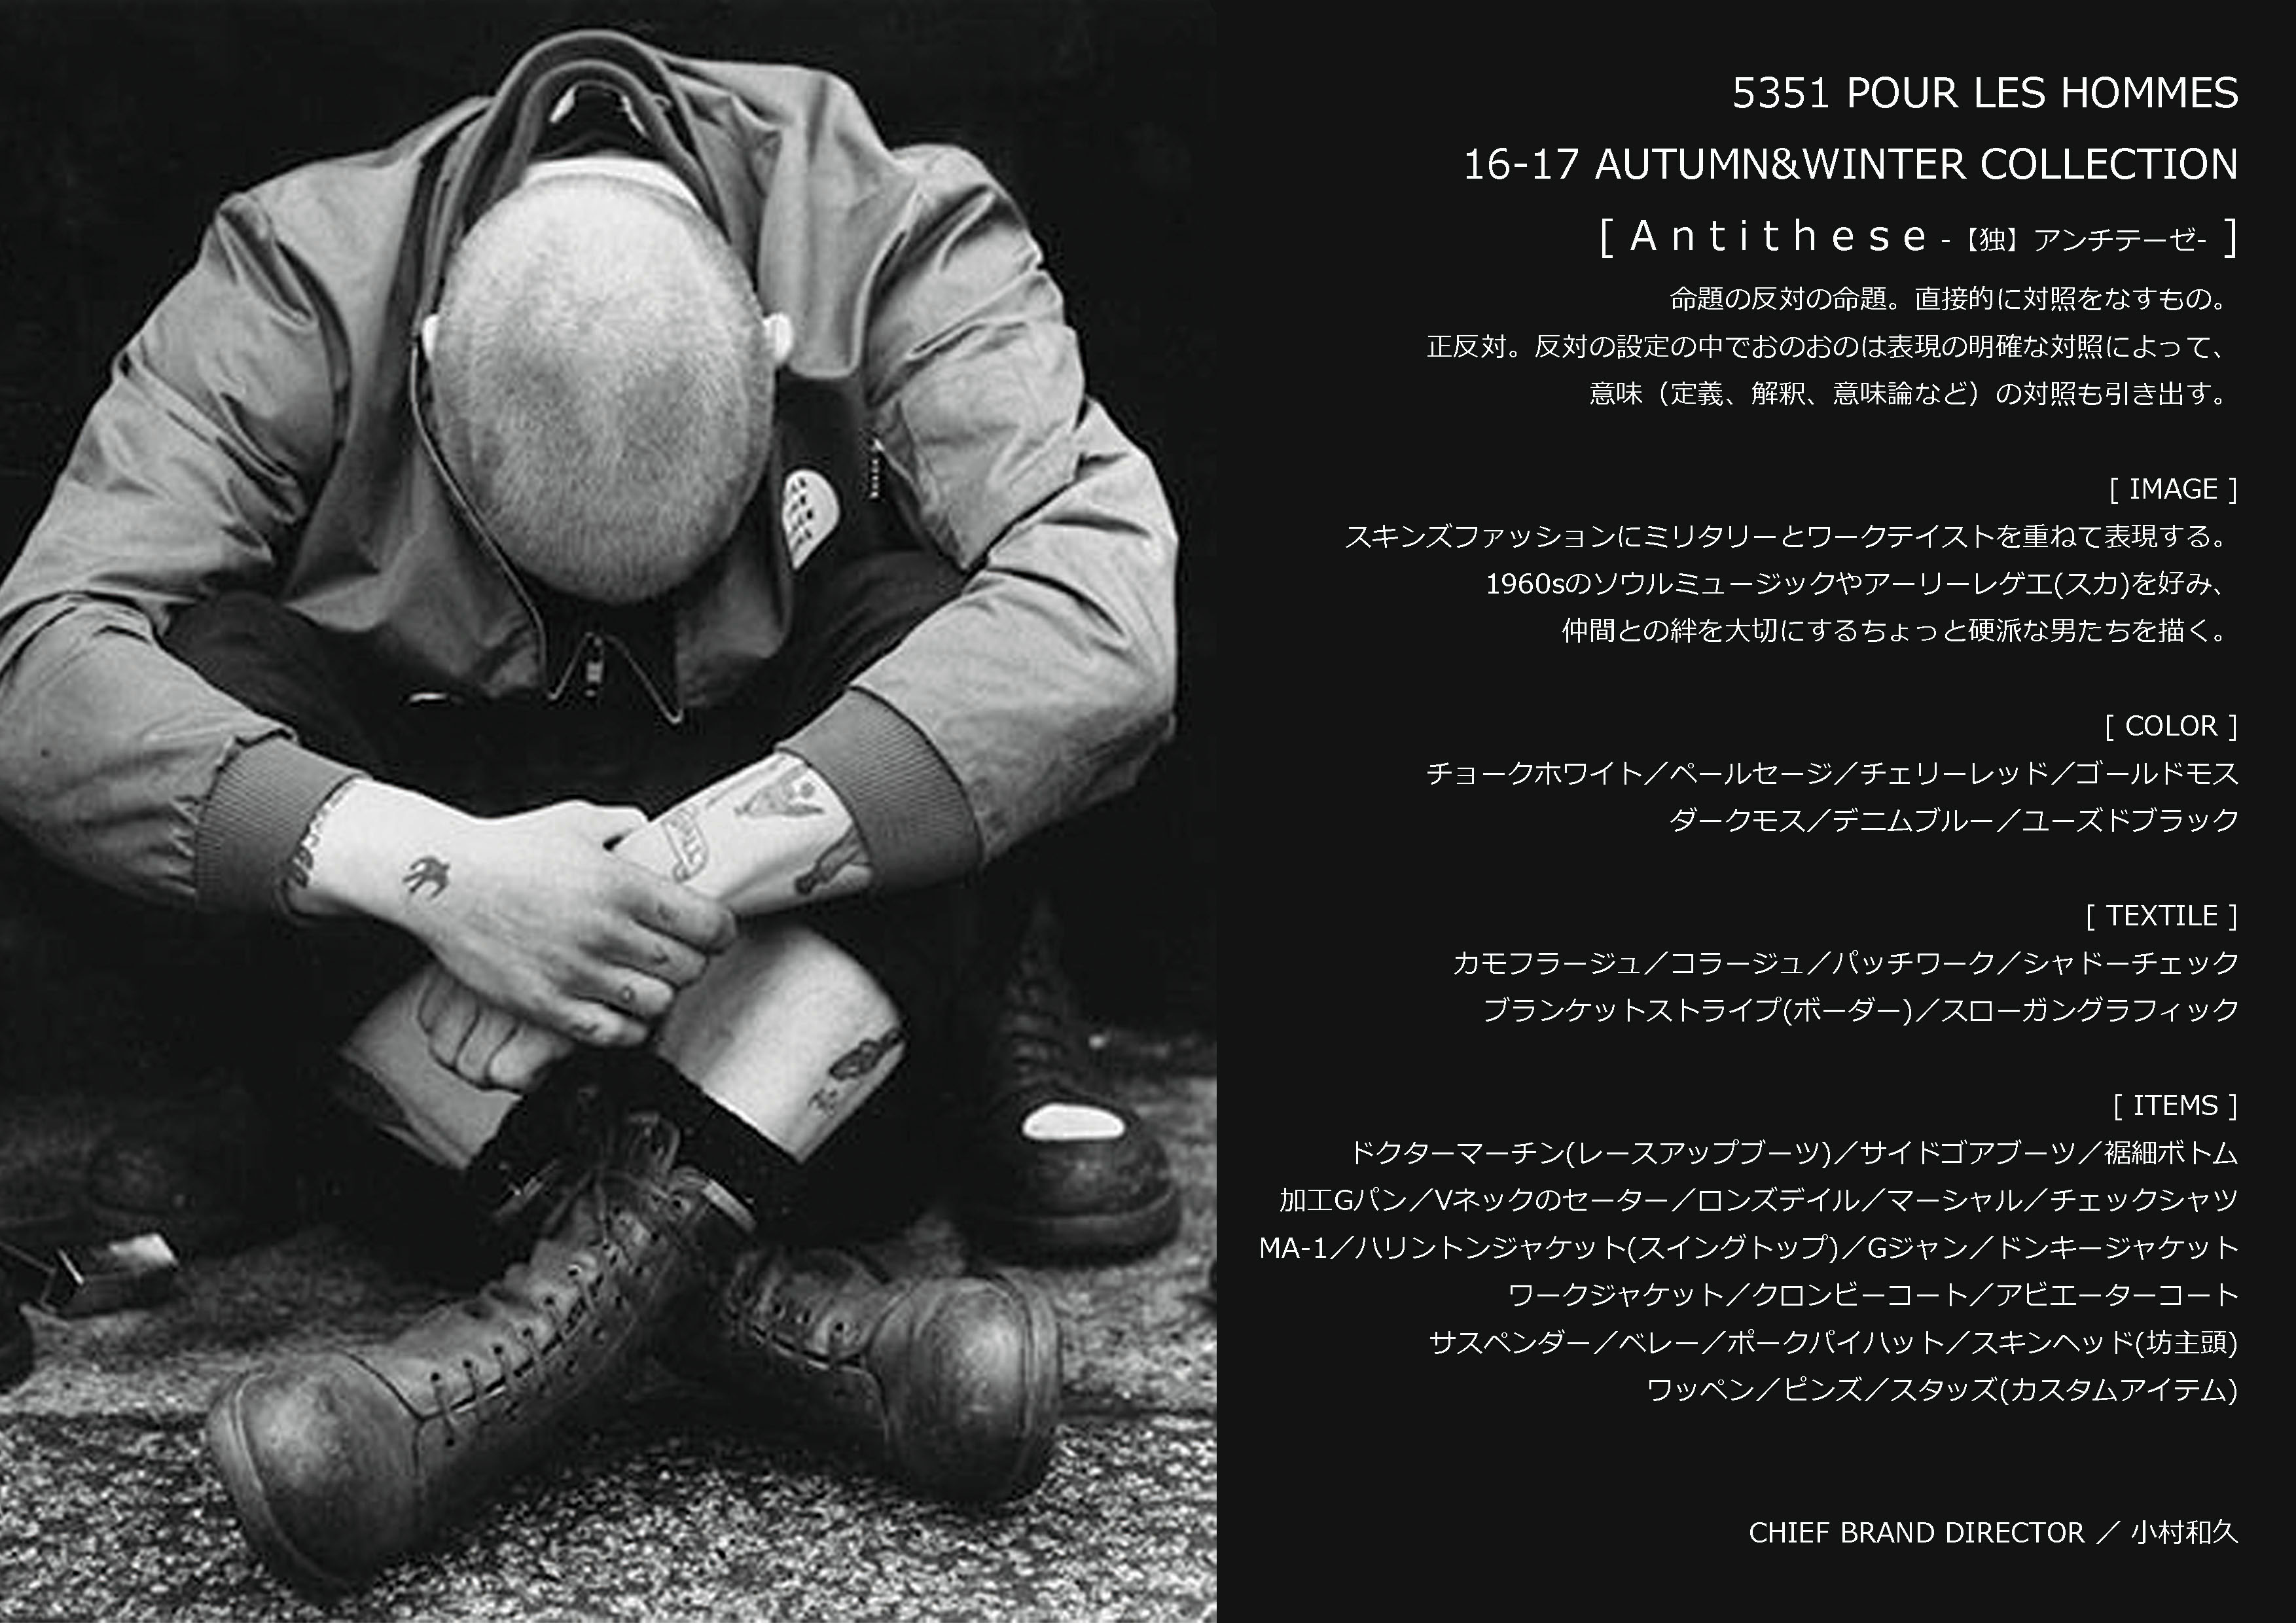 5351 POUR LES HOMMES
16-17 AUTUMN&WINTER COLLECTION
[ Antithese -【独】アンチテーゼ- ]
命題の反対の命題。直接的に対照をなすもの。
正反対。反対の設定の中でおのおのは表現の明確な対照によって、
意味（定義、解釈、意味論など）の対照も引き出す。
[ IMAGE ]
スキンズファッションにミリタリーとワークテイストを重ねて表現する。
1960sのソウルミュージックやアーリーレゲエ(スカ)を好み、
仲間との絆を大切にするちょっと硬派な男たちを描く。
[ COLOR ]
チョークホワイト／ペールセージ／チェリーレッド／ゴールドモス
ダークモス／デニムブルー／ユーズドブラック
[ TEXTILE ]
カモフラージュ／コラージュ／パッチワーク／シャドーチェック
ブランケットストライプ(ボーダー)／スローガングラフィック
[ ITEMS ]
ドクターマーチン(レースアップブーツ)／サイドゴアブーツ／裾細ボトム
加工Gパン／Vネックのセーター／ロンズデイル／マーシャル／チェックシャツ
MA-1／ハリントンジャケット(スイングトップ)／Gジャン／ドンキージャケット
ワークジャケット／クロンビーコート／アビエーターコート
サスペンダー／ベレー／ポークパイハット／スキンヘッド(坊主頭)
ワッペン／ピンズ／スタッズ(カスタムアイテム)
CHIEF BRAND DIRECTOR ／ 小村和久